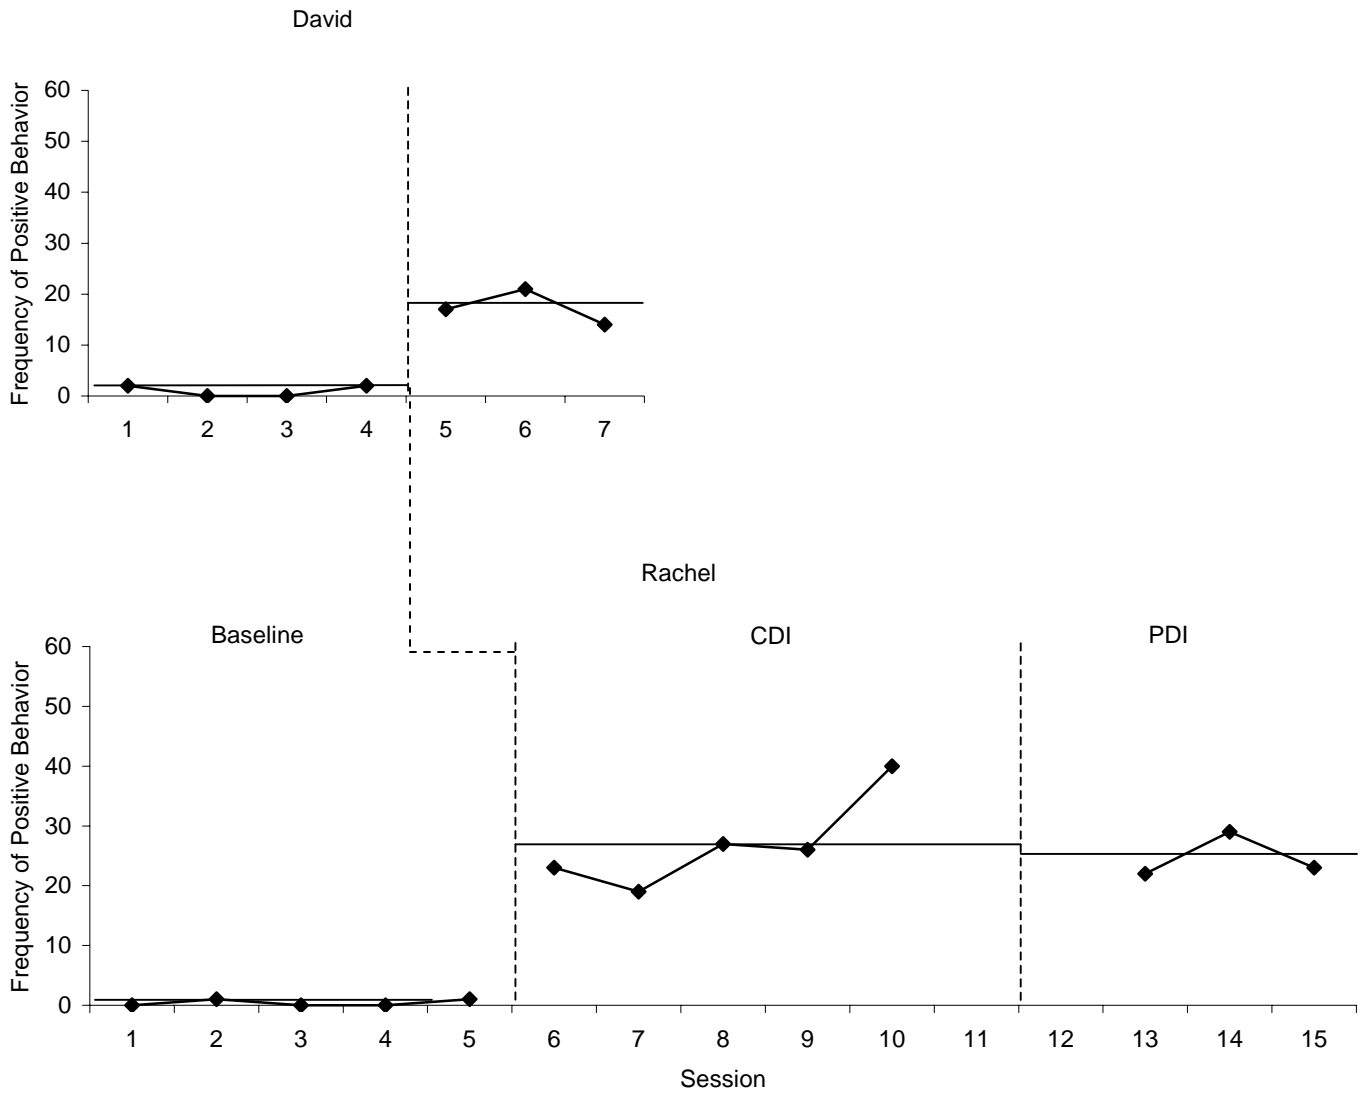 David
Frequency of Positive Behavior
60
50
40
30
20
10
0
1 2 3 4 5 6 7
Rachel
Baseline CDI PDI
Frequency of Positive Behavior
60
50
40
30
20
10
0
1 2 3 4 5 6 7 8 9 10 11 12 13 14 15
Session